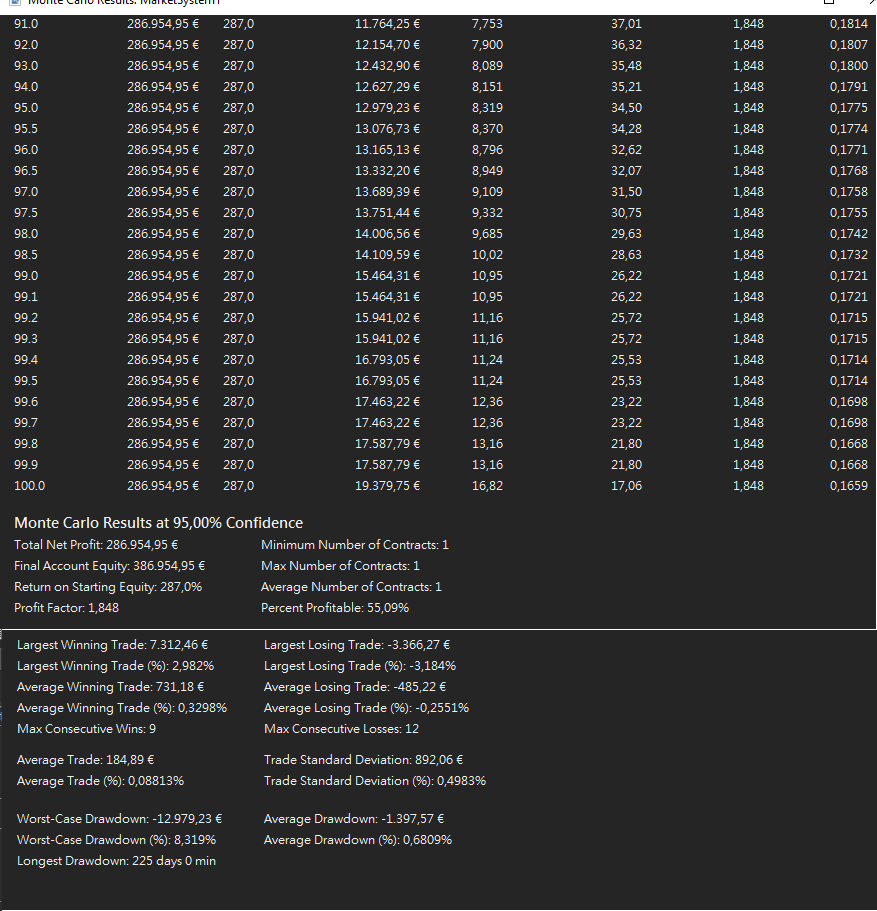 Monte Carlo Results: MarketSystem1
91.0 286.954,95 € 287,0 11.764,25 € 7,753 37,01 1,848 0,1814
92.0 286.954,95 € 287,0 12.154,70 € 7,900 36,32 1,848 0,1807
93.0 286.954,95 € 287,0 12.432,90 € 8,089 35,48 1,848 0,1800
94.0 286.954,95 € 287,0 12.627,29 € 8,151 35,21 1,848 0,1791
95.0 286.954,95 € 287,0 12.979,23 € 8,319 34,50 1,848 0,1775
95.5 286.954,95 € 287,0 13.076,73 € 8,370 34,28 1,848 0,1774
96.0 286.954,95 € 287,0 13.165,13 € 8,796 32,62 1,848 0,1771
96.5 286.954,95 € 287,0 13.332,20 € 8,949 32,07 1,848 0,1768
97.0 286.954,95 € 287,0 13.689,39 € 9,109 31,50 1,848 0,1758
97.5 286.954,95 € 287,0 13.751,44 € 9,332 30,75 1,848 0,1755
98.0 286.954,95 € 287,0 14.006,56 € 9,685 29,63 1,848 0,1742
98.5 286.954,95 € 287,0 14.109,59 € 10,02 28,63 1,848 0,1732
99.0 286.954,95 € 287,0 15.464,31 € 10,95 26,22 1,848 0,1721
99.1 286.954,95 € 287,0 15.464,31 € 10,95 26,22 1,848 0,1721
99.2 286.954,95 € 287,0 15.941,02 € 11,16 25,72 1,848 0,1715
99.3 286.954,95 € 287,0 15.941,02 € 11,16 25,72 1,848 0,1715
99.4 286.954,95 € 287,0 16.793,05 € 11,24 25,53 1,848 0,1714
99.5 286.954,95 € 287,0 16.793,05 € 11,24 25,53 1,848 0,1714
99.6 286.954,95 € 287,0 17.463,22 € 12,36 23,22 1,848 0,1698
99.7 286.954,95 € 287,0 17.463,22 € 12,36 23,22 1,848 0,1698
99.8 286.954,95 € 287,0 17.587,79 € 13,16 21,80 1,848 0,1668
99.9 286.954,95 € 287,0 17.587,79 € 13,16 21,80 1,848 0,1668
100.0 286.954,95 € 287,0 19.379,75 € 16,82 17,06 1,848 0,1659
Monte Carlo Results at 95,00% Confidence
Total Net Profit: 286.954,95 € Minimum Number of Contracts: 1
Final Account Equity: 386.954,95 € Max Number of Contracts: 1
Return on Starting Equity: 287,0% Average Number of Contracts: 1
Profit Factor: 1,848 Percent Profitable: 55,09%
Largest Winning Trade: 7.312,46 € Largest Losing Trade: -3.366,27 €
Largest Winning Trade (%): 2,982% Largest Losing Trade (%): -3,184%
Average Winning Trade: 731,18 € Average Losing Trade: -485,22 €
Average Winning Trade (%): 0,3298% Average Losing Trade (%): -0,2551%
Max Consecutive Wins: 9 Max Consecutive Losses: 12
Average Trade: 184,89 € Trade Standard Deviation: 892,06 €
Average Trade (%): 0,08813% Trade Standard Deviation (%): 0,4983%
Worst-Case Drawdown: -12.979,23 € Average Drawdown: -1.397,57 €
Worst-Case Drawdown (%): 8,319% Average Drawdown (%): 0,6809%
Longest Drawdown: 225 days 0 min